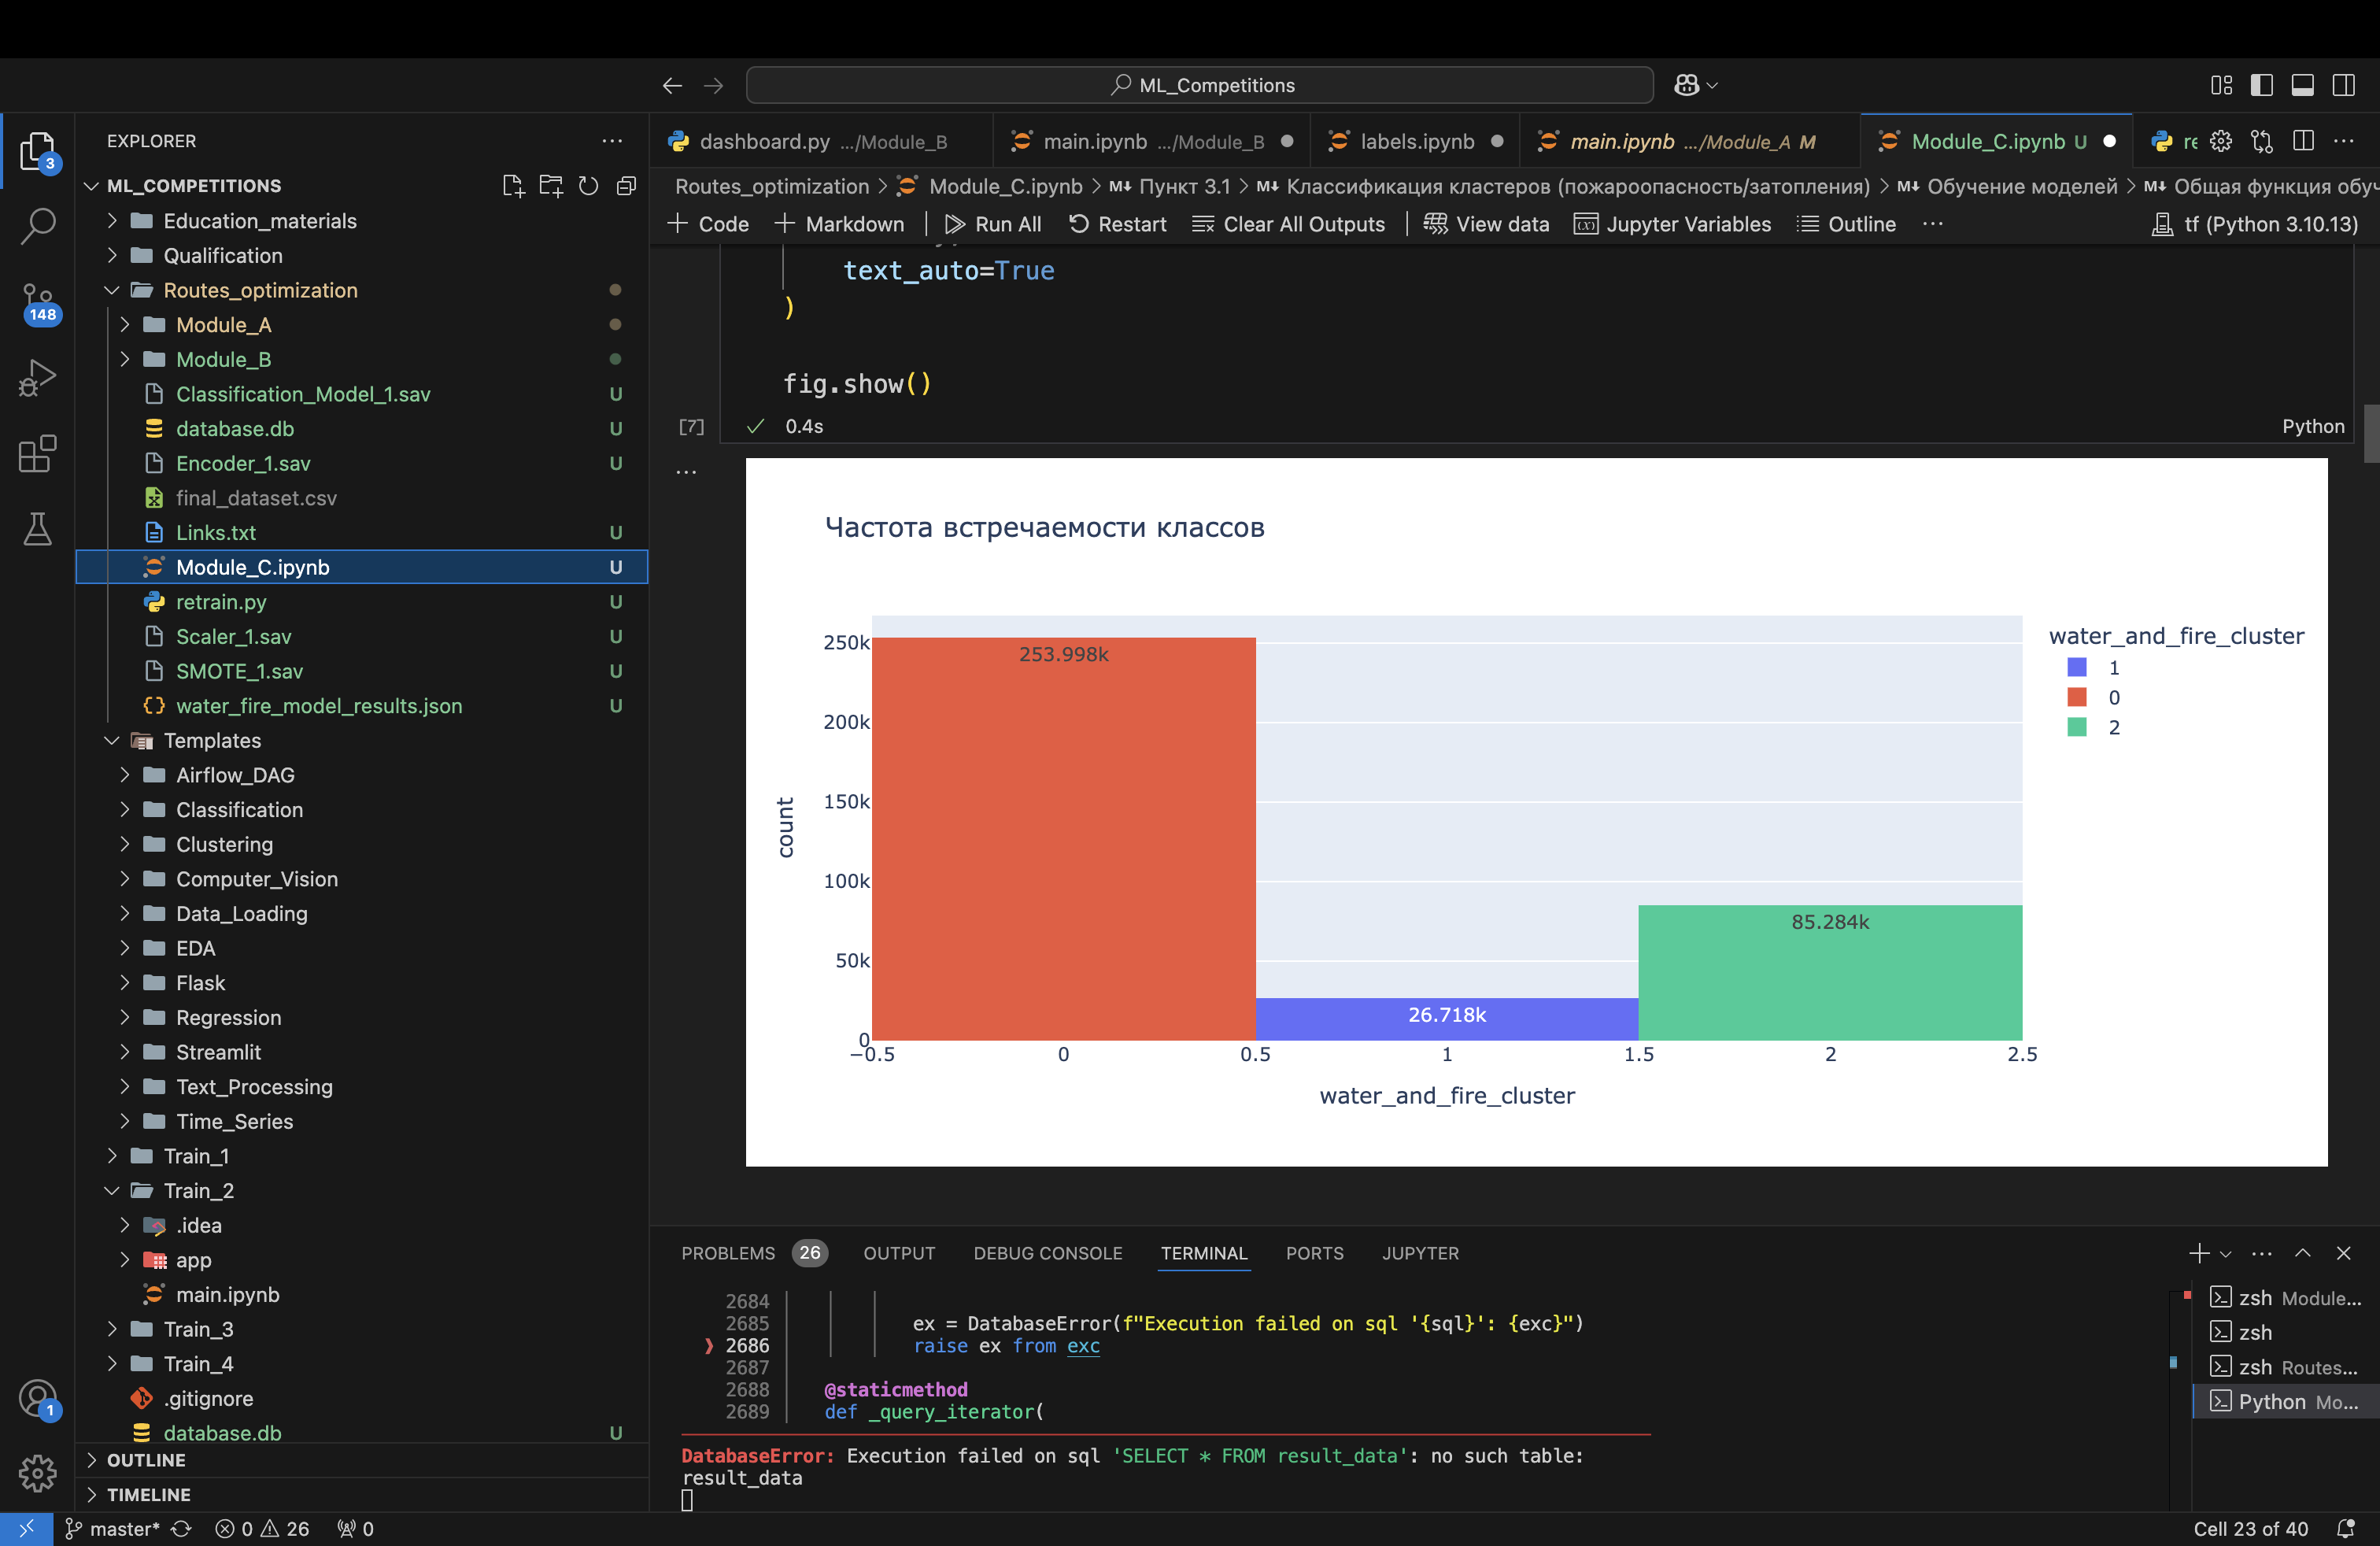 ML_Competitions
EXPLORER
ML_COMPETITIONS
Education_materials
Qualification
Routes_optimization
Module_A
Module_B
Classification_Model_1.sav U
database.db U
Encoder_1.sav U
final_dataset.csv
Links.txt U
Module_C.ipynb U
retrain.py U
Scaler_1.sav U
SMOTE_1.sav U
water_fire_model_results.json U
Templates
Airflow_DAG
Classification
Clustering
Computer_Vision
Data_Loading
EDA
Flask
Regression
Streamlit
Text_Processing
Time_Series
Train_1
Train_2
.idea
app
main.ipynb
Train_3
Train_4
.gitignore
database.db U
OUTLINE
TIMELINE
3
148
1
dashboard.py .../Module_B
main.ipynb .../Module_B
labels.ipynb
main.ipynb .../Module_A M
Module_C.ipynb U
re
Routes_optimization > Module_C.ipynb > M↓ Пункт 3.1 > M↓ Классификация кластеров (пожароопасность/затопления) > M↓ Обучение моделей > M↓ Общая функция обуч
+ Code + Markdown | Run All Restart Clear All Outputs | View data Jupyter Variables Outline ...
tf (Python 3.10.13)
text_auto=True
)
fig.show()
[7] ✓ 0.4s Python
Частота встречаемости классов
250k
200k
150k
100k
50k
0
count
253.998k
26.718k
85.284k
−0.5 0 0.5 1 1.5 2 2.5
water_and_fire_cluster
water_and_fire_cluster
1
0
2
PROBLEMS 26 OUTPUT DEBUG CONSOLE TERMINAL PORTS JUPYTER
2684
2685 ex = DatabaseError(f"Execution failed on sql '{sql}': {exc}")
❱ 2686 raise ex from exc
2687
2688 @staticmethod
2689 def _query_iterator(
DatabaseError: Execution failed on sql 'SELECT * FROM result_data': no such table:
result_data
zsh Module...
zsh
zsh Routes...
Python Mo...
master* 0 26 0
Cell 23 of 40